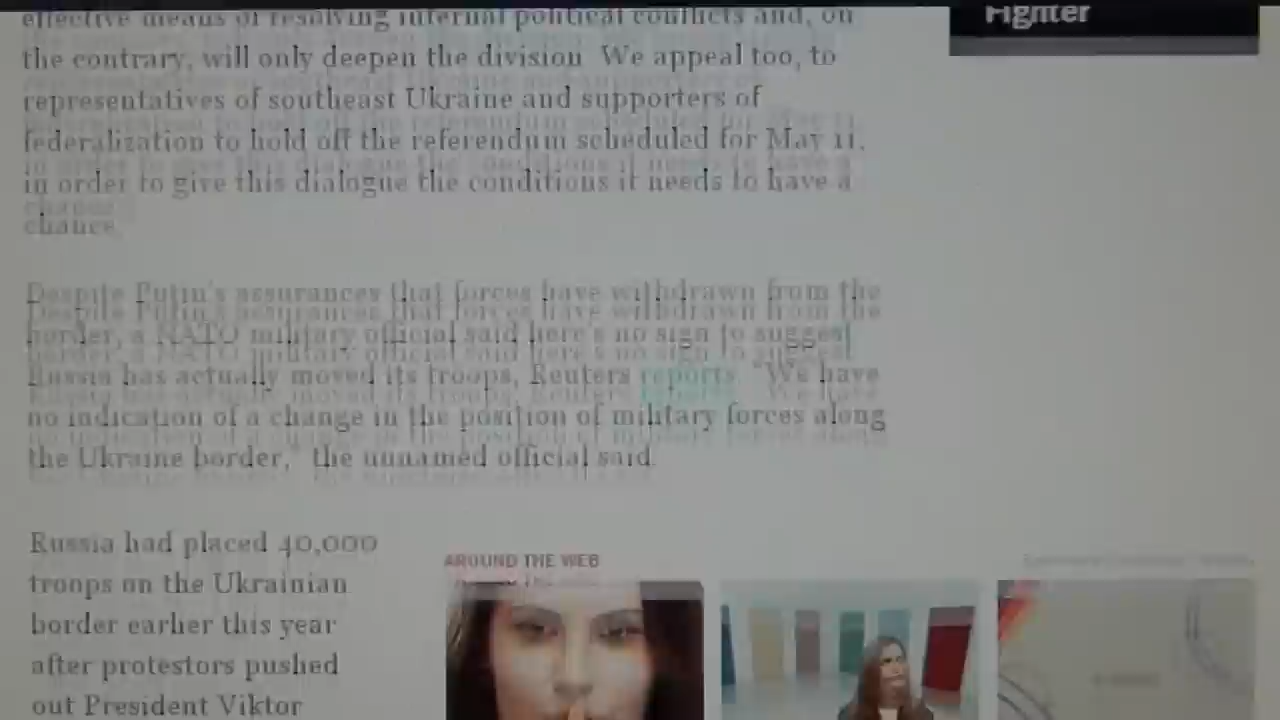 effective means of resolving internal political conflicts and, on
the contrary, will only deepen the division. We appeal too, to
representatives of southeast Ukraine and supporters of
federalization to hold off the referendum scheduled for May 11,
in order to give this dialogue the conditions it needs to have a
chance.
Despite Putin's assurances that forces have withdrawn from the
border, a NATO military official said here's no sign to suggest
Russia has actually moved its troops, Reuters reports. "We have
no indication of a change in the position of military forces along
the Ukraine border," the unnamed official said.
Russia had placed 40,000
troops on the Ukrainian
border earlier this year
after protestors pushed
out President Viktor
Fighter
AROUND THE WEB